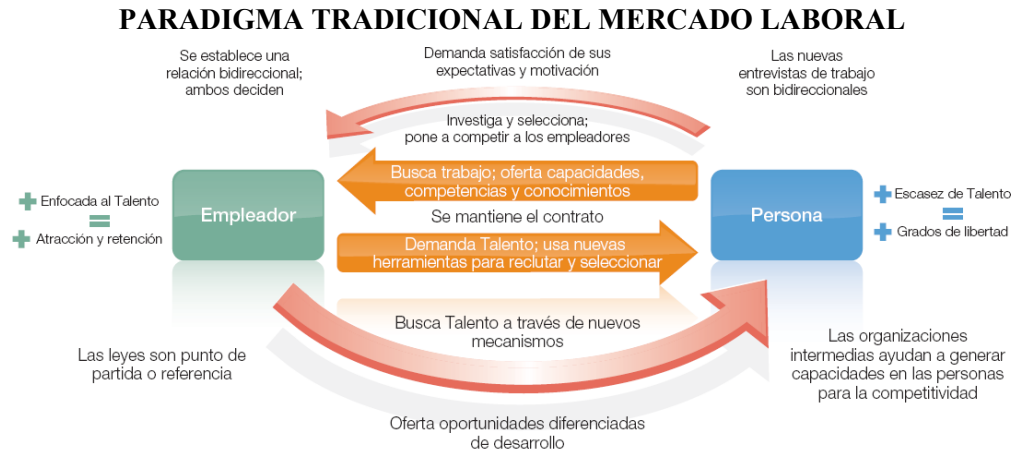 PARADIGMA TRADICIONAL DEL MERCADO LABORAL
Se establece una
relación bidireccional;
ambos deciden
Demanda satisfacción de sus
expectativas y motivación
Las nuevas
entrevistas de trabajo
son bidireccionales
Investiga y selecciona;
pone a competir a los empleadores
Busca trabajo; oferta capacidades,
competencias y conocimientos
+ Enfocada al Talento
=
+ Atracción y retención
Empleador
Se mantiene el contrato
Persona
+ Escasez de Talento
=
+ Grados de libertad
Demanda Talento; usa nuevas
herramientas para reclutar y seleccionar
Busca Talento a través de nuevos
mecanismos
Las leyes son punto de
partida o referencia
Las organizaciones
intermedias ayudan a generar
capacidades en las personas
para la competitividad
Oferta oportunidades diferenciadas
de desarrollo